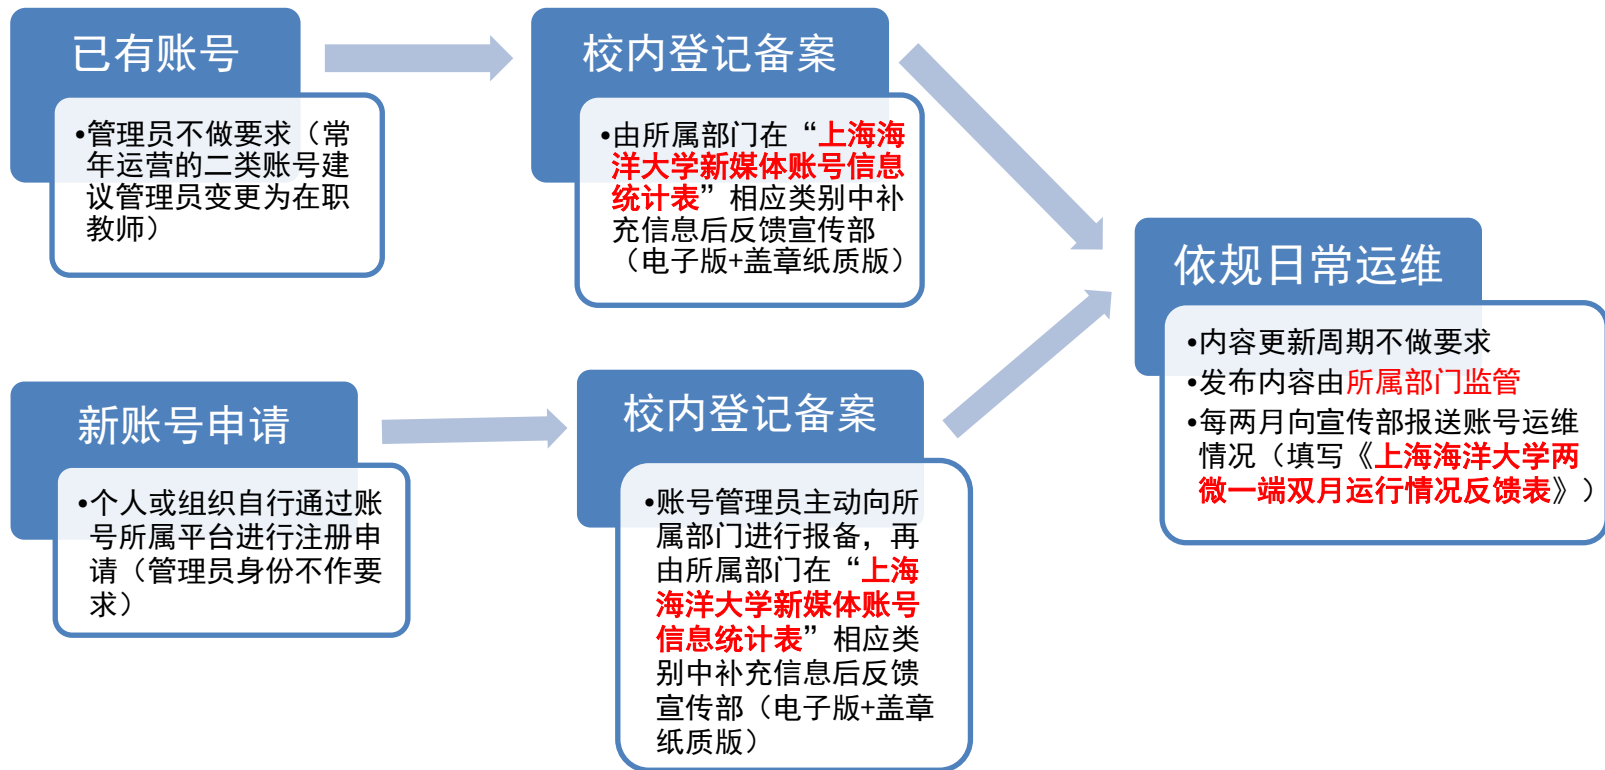 已有账号
•管理员不做要求（常
年运营的二类账号建
议管理员变更为在职
教师）
校内登记备案
•由所属部门在“上海海
洋大学新媒体账号信息
统计表”相应类别中补
充信息后反馈宣传部
（电子版+盖章纸质版）
新账号申请
•个人或组织自行通过账
号所属平台进行注册申
请（管理员身份不作要
求）
校内登记备案
•账号管理员主动向所
属部门进行报备，再
由所属部门在“上海
海洋大学新媒体账号
信息统计表”相应类
别中补充信息后反馈
宣传部（电子版+盖章
纸质版）
依规日常运维
•内容更新周期不做要求
•发布内容由所属部门监管
•每两月向宣传部报送账号运维
情况（填写《上海海洋大学两
微一端双月运行情况反馈表》）